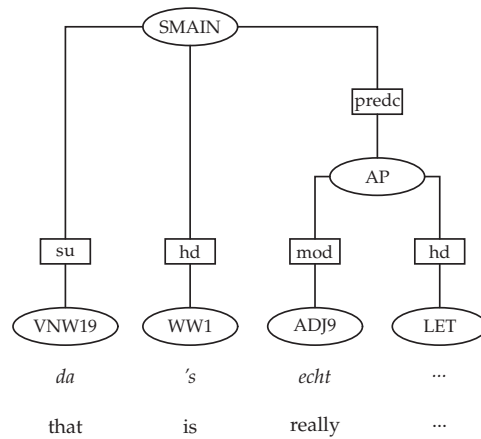 SMAIN
predc
AP
su hd mod hd
VNW19 WW1 ADJ9 LET
da 's echt ...
that is really ...